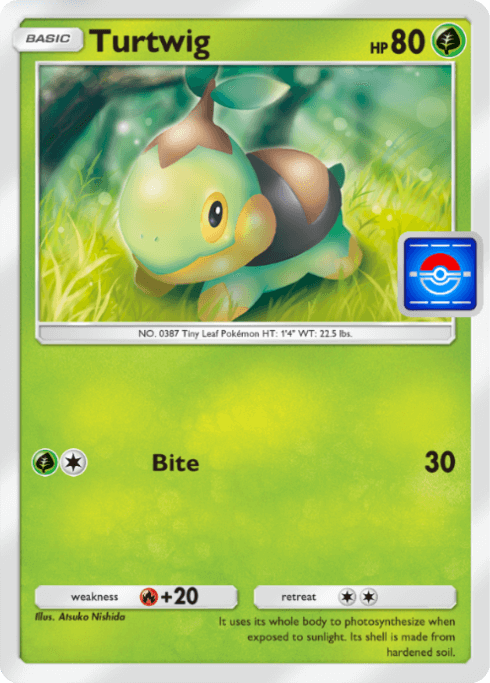 BASIC Turtwig HP 80
NO. 0387 Tiny Leaf Pokémon HT: 1'4" WT: 22.5 lbs.
Bite 30
weakness +20 retreat
Illus. Atsuko Nishida
It uses its whole body to photosynthesize when
exposed to sunlight. Its shell is made from
hardened soil.